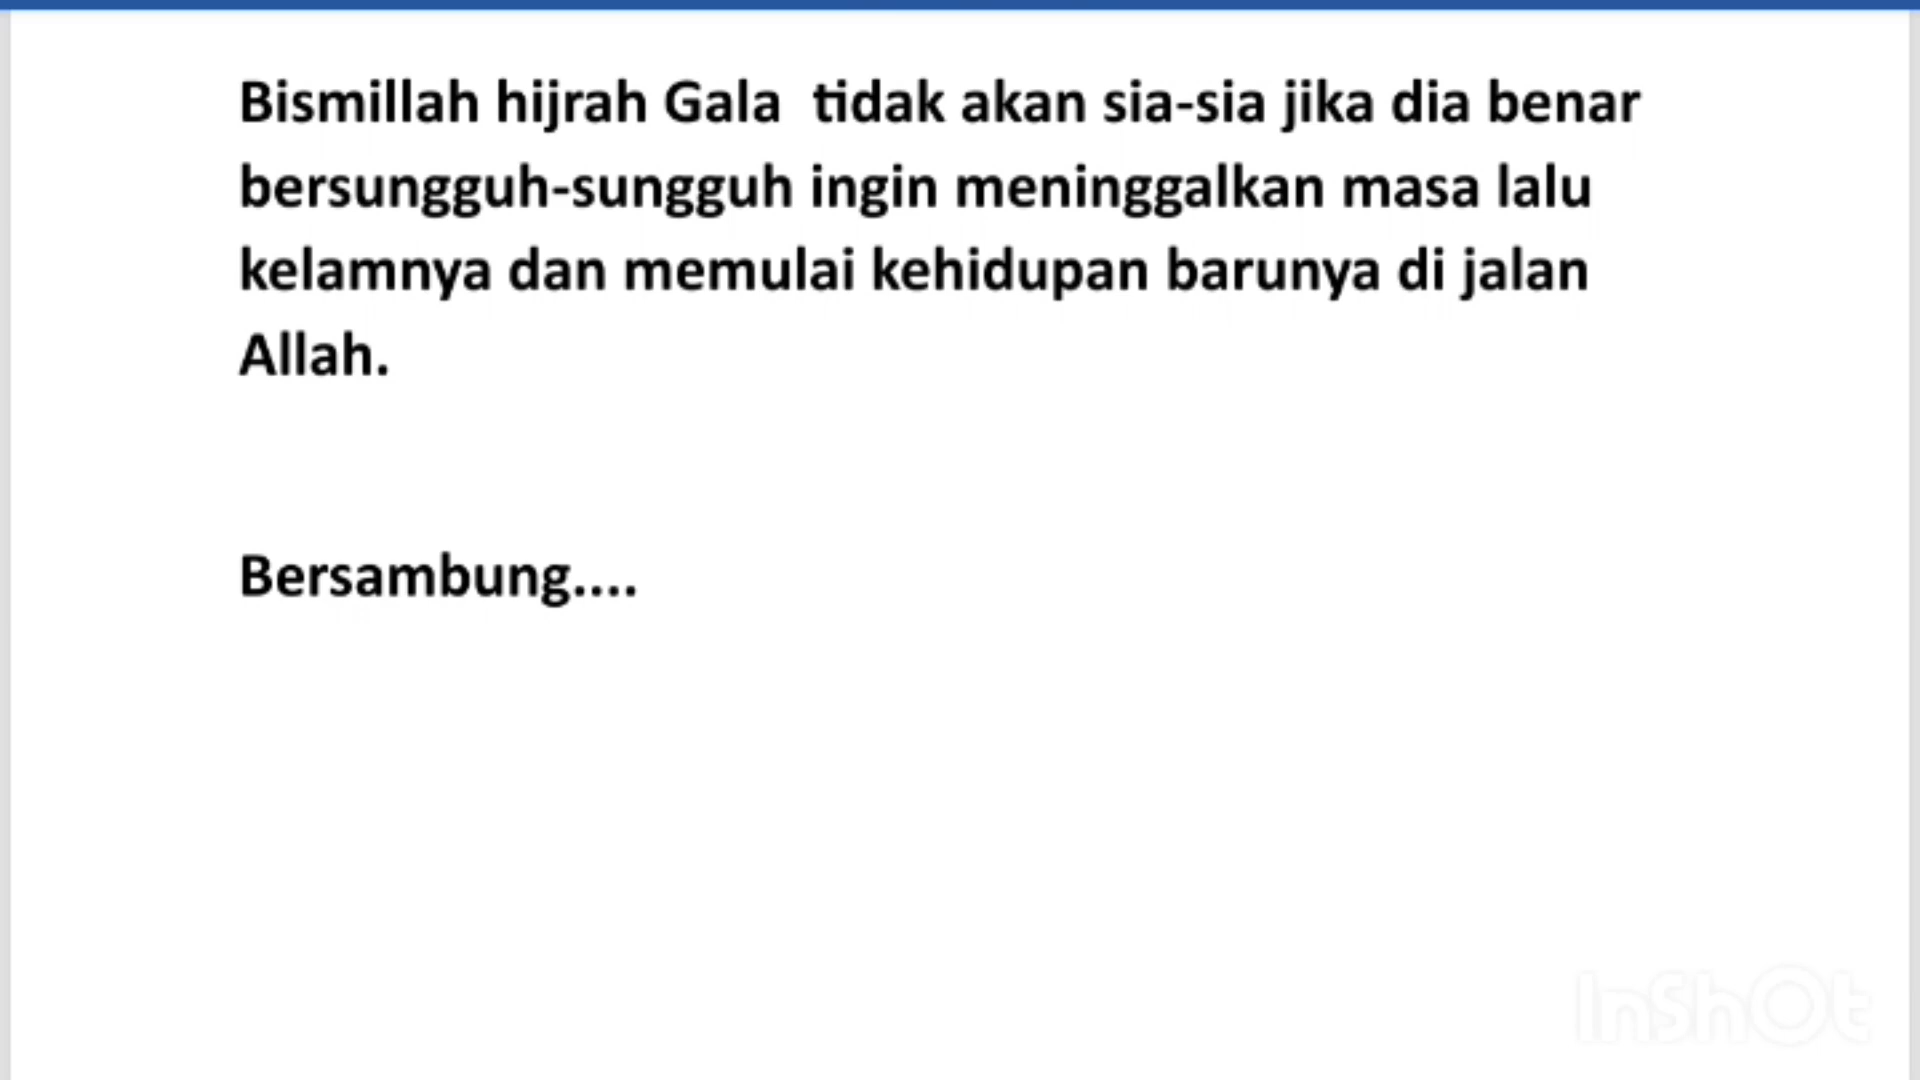 Bismillah hijrah Gala  tidak akan sia-sia jika dia benar
bersungguh-sungguh ingin meninggalkan masa lalu
kelamnya dan memulai kehidupan barunya di jalan
Allah.
Bersambung....
InShOt